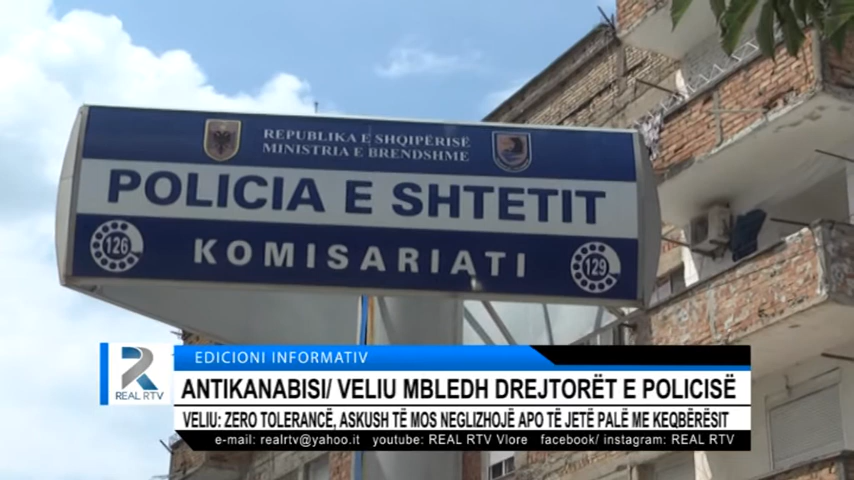 REPUBLIKA E SHQIPËRISË
MINISTRIA E BRENDSHME
POLICIA E SHTETIT
126
KOMISARIATI
129
R
REAL RTV
EDICIONI INFORMATIV
ANTIKANABISI/ VELIU MBLEDH DREJTORËT E POLICISË
VELIU: ZERO TOLERANCË, ASKUSH TË MOS NEGLIZHOJË APO TË JETË PALË ME KEQBËRËSIT
e-mail: realrtv@yahoo.it youtube: REAL RTV Vlore facebook/ instagram: REAL RTV